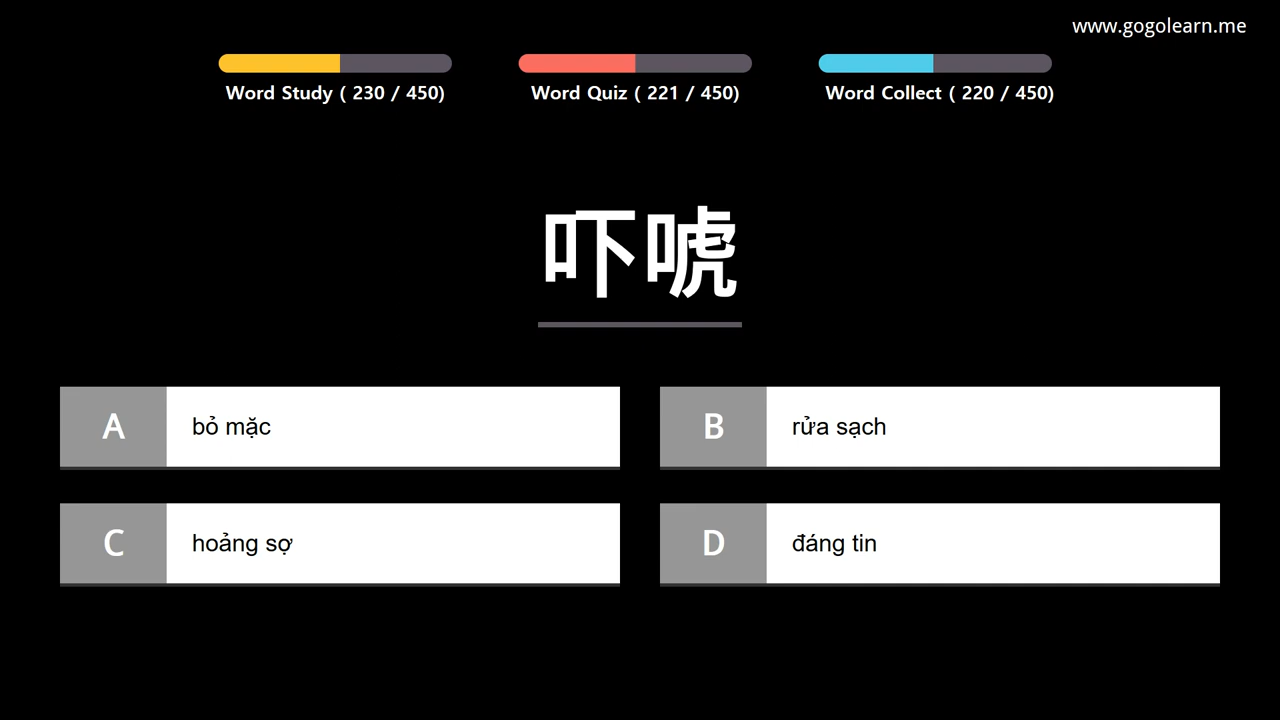 www.gogolearn.me
Word Study ( 230 / 450)
Word Quiz ( 221 / 450)
Word Collect ( 220 / 450)
吓唬
A bỏ mặc
B rửa sạch
C hoảng sợ
D đáng tin